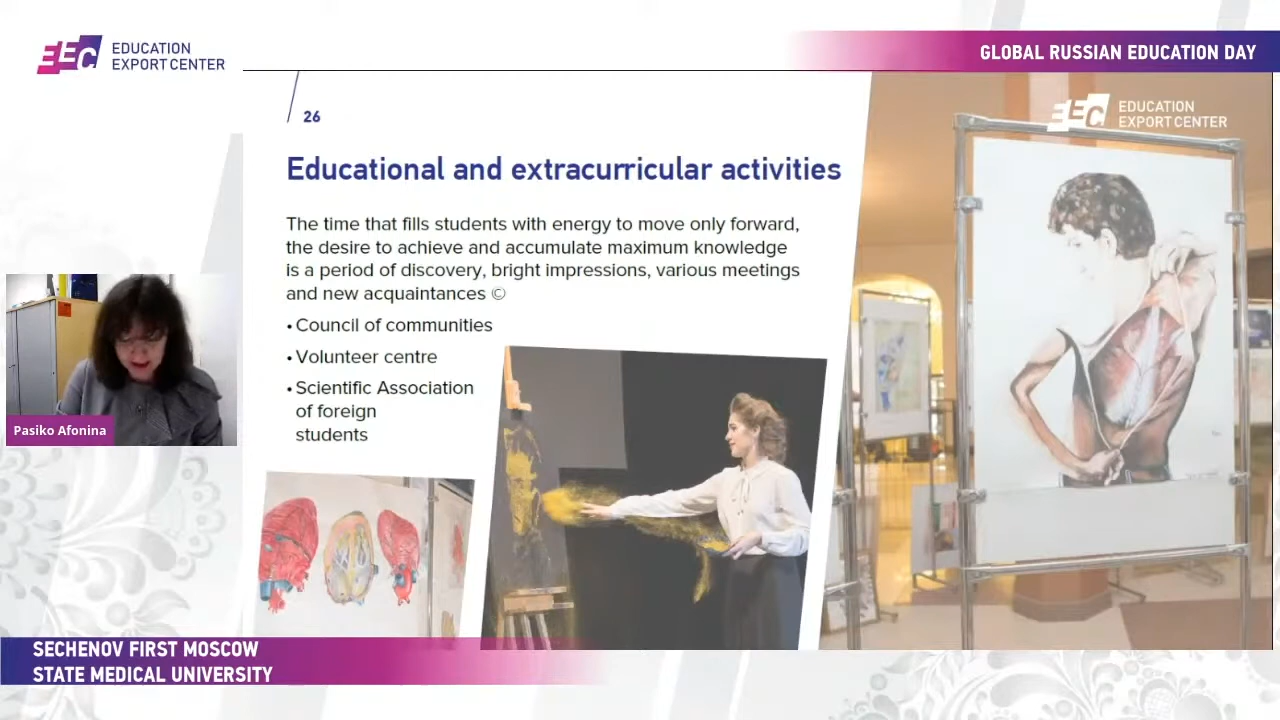 EEC
EDUCATION
EXPORT CENTER
GLOBAL RUSSIAN EDUCATION DAY
EEC
EDUCATION
EXPORT CENTER
26
Educational and extracurricular activities
The time that fills students with energy to move only forward,
the desire to achieve and accumulate maximum knowledge
is a period of discovery, bright impressions, various meetings
and new acquaintances ©
• Council of communities
• Volunteer centre
• Scientific Association
of foreign
students
Pasiko Afonina
SECHENOV FIRST MOSCOW
STATE MEDICAL UNIVERSITY